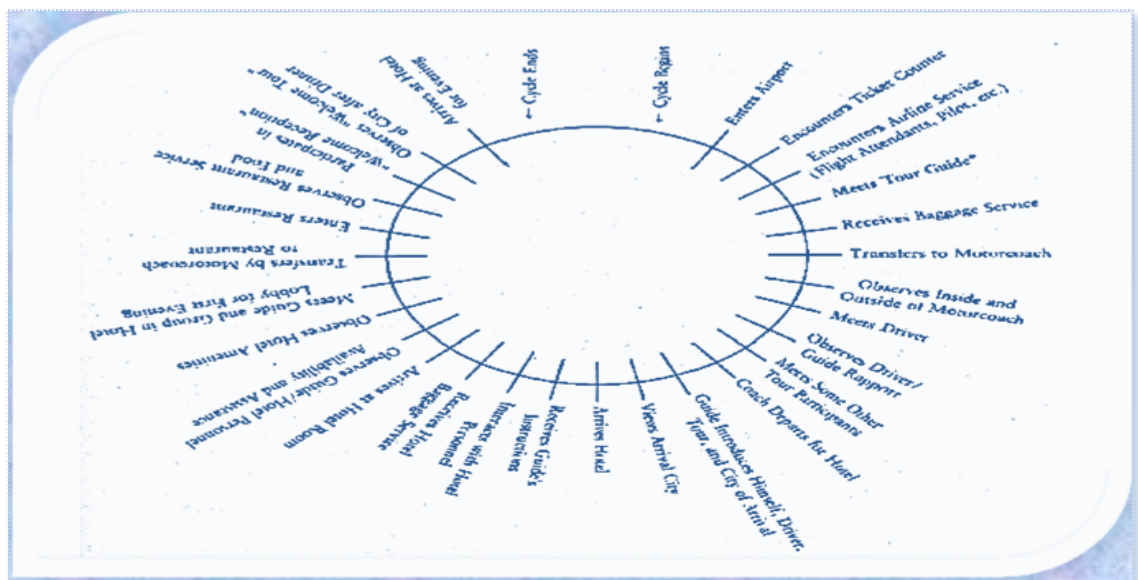 ← Cycle Begins
Enters Airport
Encounters Ticket Counter
Encounters Airline Service
(Flight Attendants, Pilot, etc.)
Meets Tour Guide*
Receives Baggage Service
Transfers to Motorcoach
Observes Inside and
Outside of Motorcoach
Meets Driver
Observes Driver/
Guide Rapport
Meets Some Other
Tour Participants
Coach Departs for Hotel
Guide Introduces Himself, Driver,
Tour, and City of Arrival
Views Arrival City
Arrives Hotel
Receives Guide's
Instructions
Interacts with Hotel
Personnel
Receives Hotel
Baggage Service
Arrives at Hotel Room
Observes Guide/Hotel Personnel
Availability and Assistance
Observes Hotel Amenities
Meets Guide and Group in Hotel
Lobby for First Evening
Transfers by Motorcoach
to Restaurant
Enters Restaurant
Observes Restaurant Service
and Food
Participates in
"Welcome Reception"
Observes "Welcome Tour"
of City after Dinner
Arrives at Hotel
for Evening
← Cycle Ends